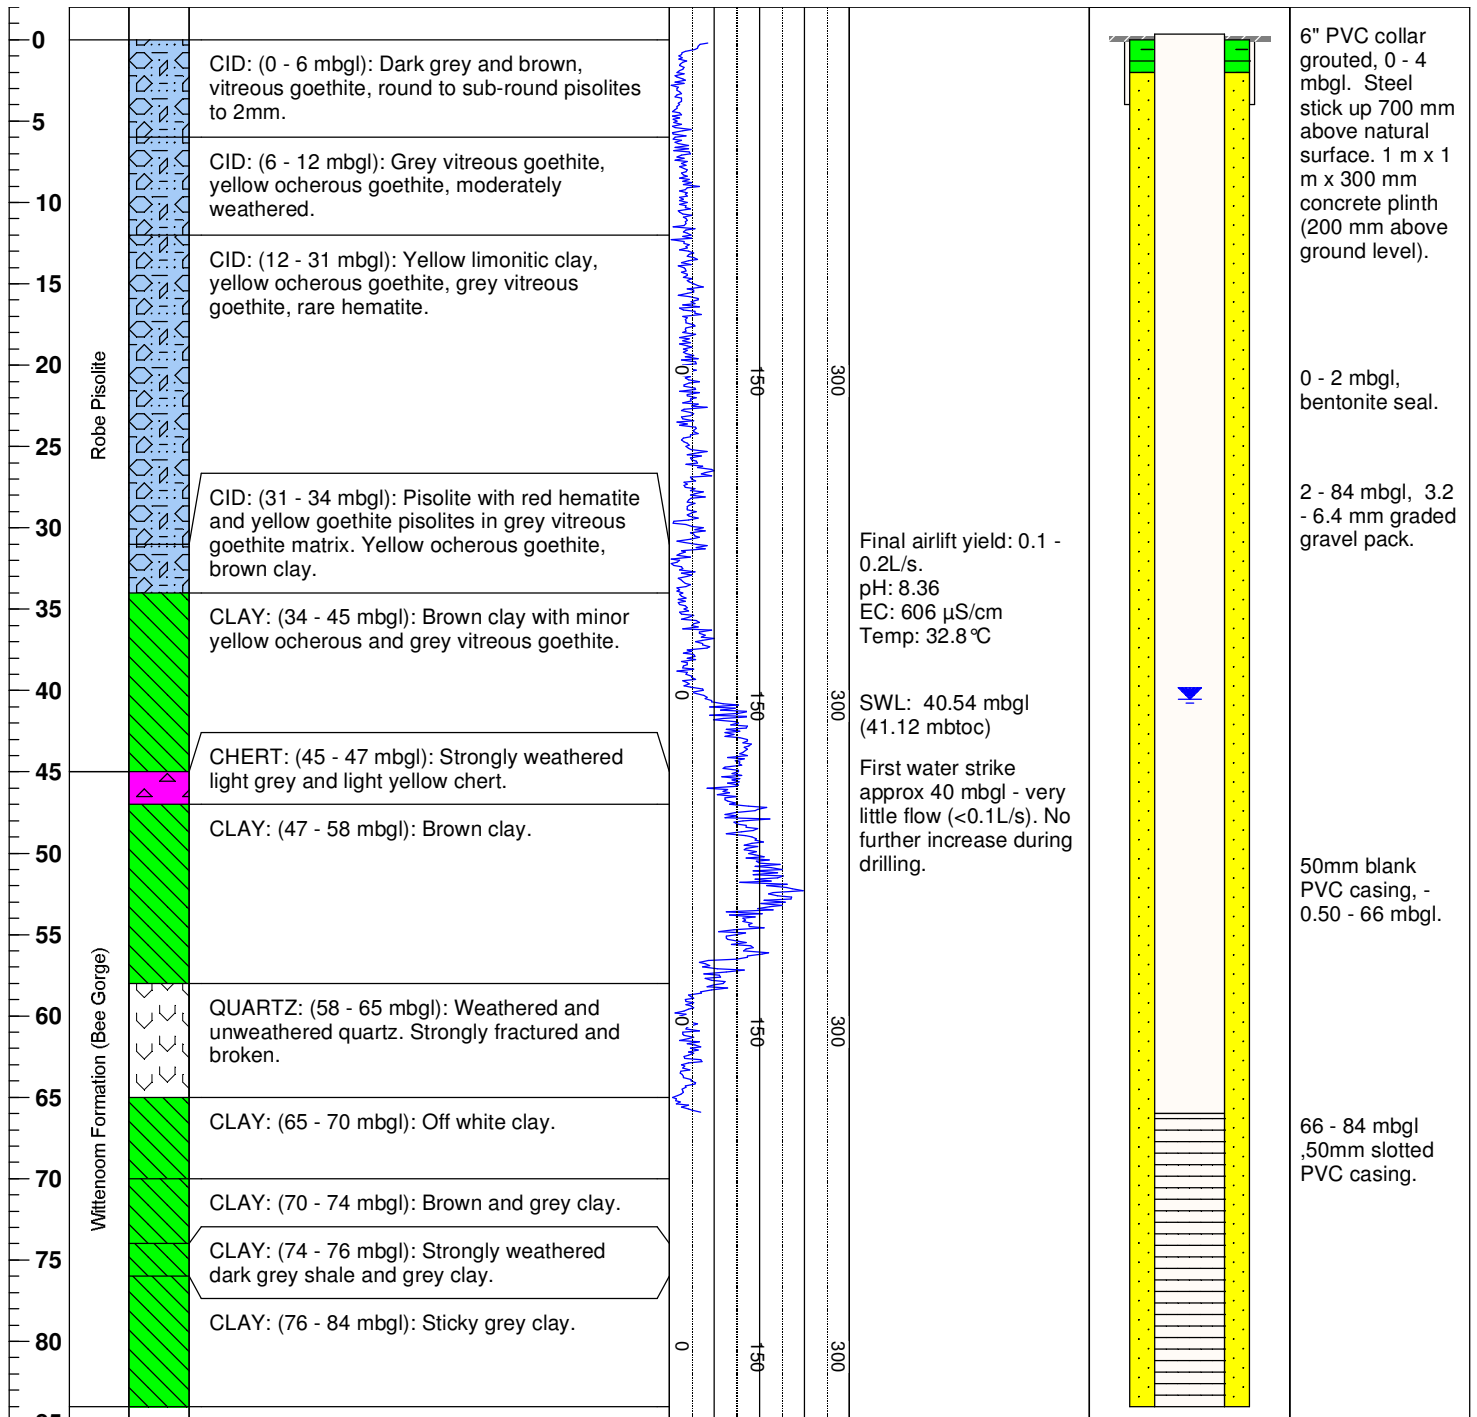 0
5
10
15
20
25
30
35
40
45
50
55
60
65
70
75
80
Robe Pisolite
Wittenoom Formation (Bee Gorge)
CID: (0 - 6 mbgl): Dark grey and brown,
vitreous goethite, round to sub-round pisolites
to 2mm.
CID: (6 - 12 mbgl): Grey vitreous goethite,
yellow ocherous goethite, moderately
weathered.
CID: (12 - 31 mbgl): Yellow limonitic clay,
yellow ocherous goethite, grey vitreous
goethite, rare hematite.
CID: (31 - 34 mbgl): Pisolite with red hematite
and yellow goethite pisolites in grey vitreous
goethite matrix. Yellow ocherous goethite,
brown clay.
CLAY: (34 - 45 mbgl): Brown clay with minor
yellow ocherous and grey vitreous goethite.
CHERT: (45 - 47 mbgl): Strongly weathered
light grey and light yellow chert.
CLAY: (47 - 58 mbgl): Brown clay.
QUARTZ: (58 - 65 mbgl): Weathered and
unweathered quartz. Strongly fractured and
broken.
CLAY: (65 - 70 mbgl): Off white clay.
CLAY: (70 - 74 mbgl): Brown and grey clay.
CLAY: (74 - 76 mbgl): Strongly weathered
dark grey shale and grey clay.
CLAY: (76 - 84 mbgl): Sticky grey clay.
0 150 300
0 150 300
0 150 300
0 150 300
Final airlift yield: 0.1 -
0.2L/s.
pH: 8.36
EC: 606 µS/cm
Temp: 32.8°C
SWL: 40.54 mbgl
(41.12 mbtoc)
First water strike
approx 40 mbgl - very
little flow (<0.1L/s). No
further increase during
drilling.
6" PVC collar
grouted, 0 - 4
mbgl. Steel
stick up 700 mm
above natural
surface. 1 m x 1
m x 300 mm
concrete plinth
(200 mm above
ground level).
0 - 2 mbgl,
bentonite seal.
2 - 84 mbgl, 3.2
- 6.4 mm graded
gravel pack.
50mm blank
PVC casing, -
0.50 - 66 mbgl.
66 - 84 mbgl
,50mm slotted
PVC casing.